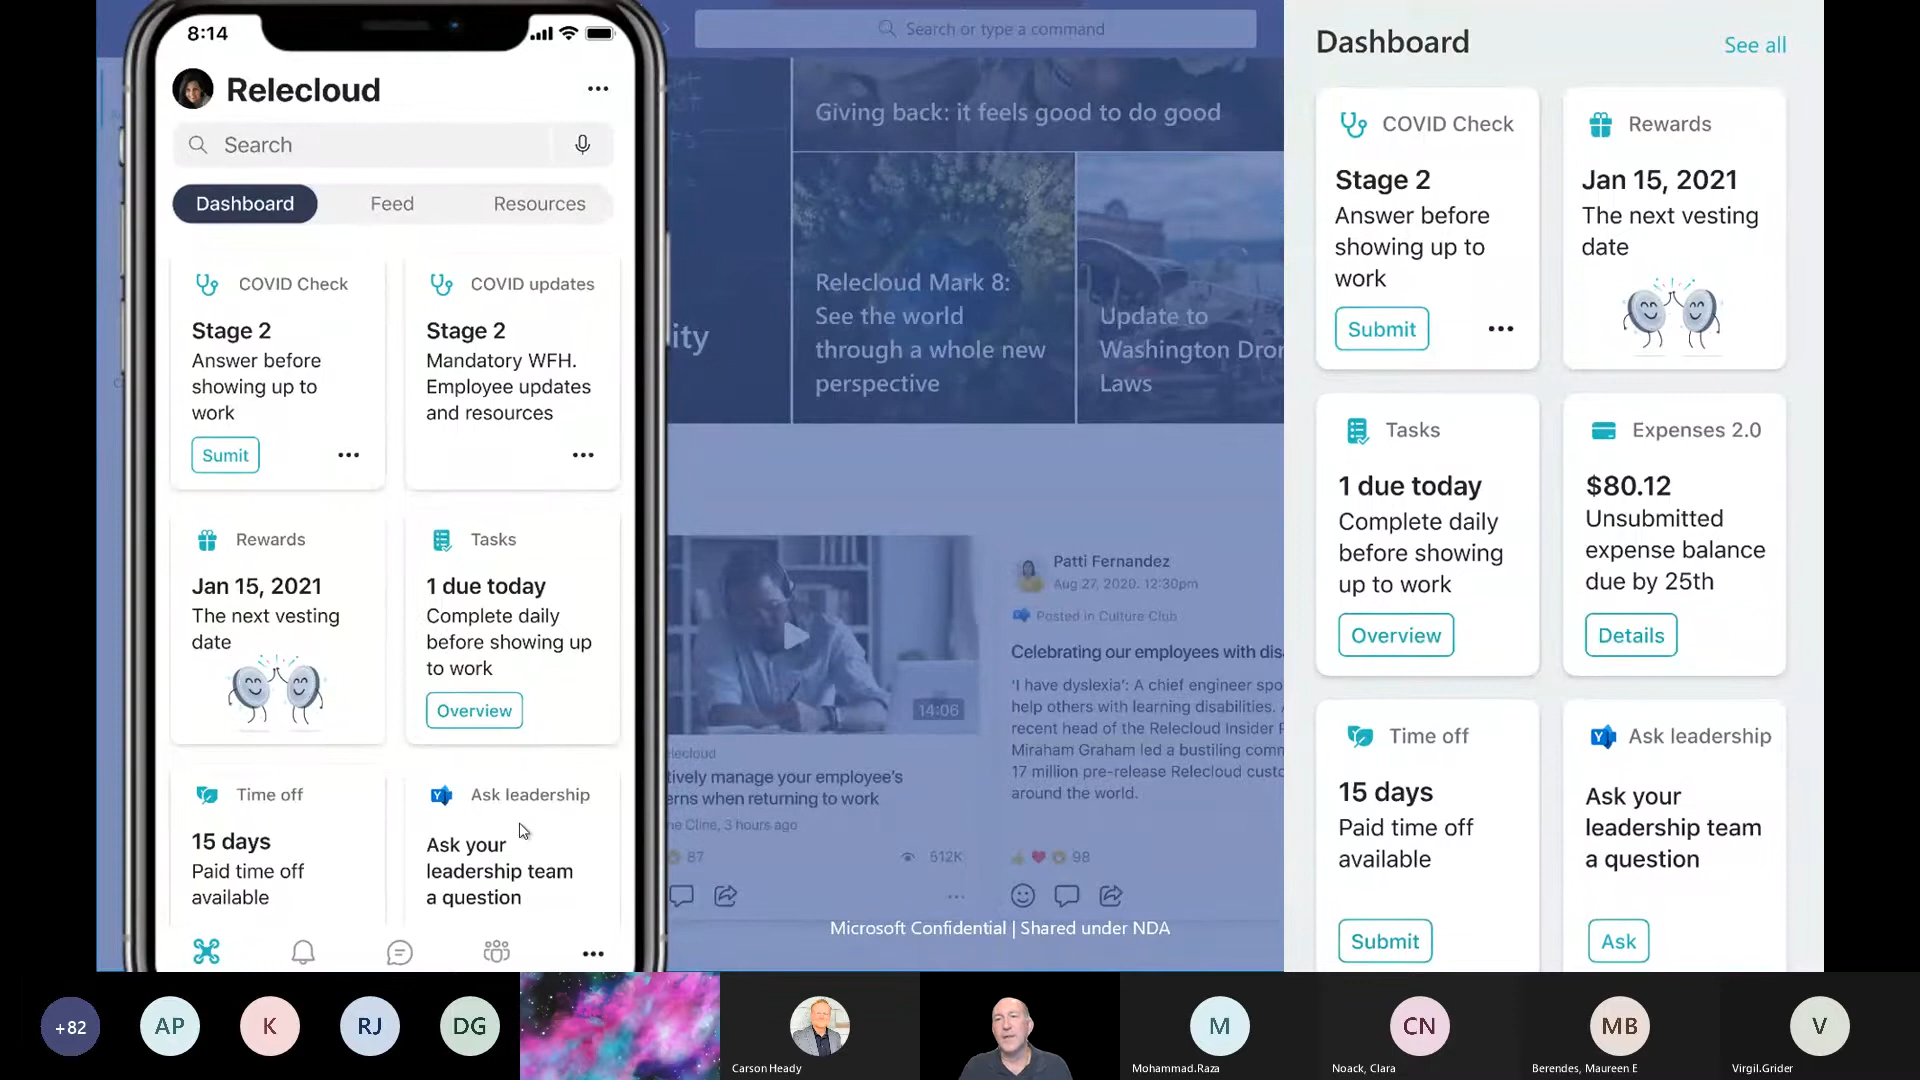 8:14
Relecloud
Search
Dashboard
Feed
Resources
COVID Check
Stage 2
Answer before
showing up to
work
Sumit
COVID updates
Stage 2
Mandatory WFH.
Employee updates
and resources
Rewards
Jan 15, 2021
The next vesting
date
Tasks
1 due today
Complete daily
before showing up
to work
Overview
Time off
15 days
Paid time off
available
Ask leadership
Ask your
leadership team
a question
Search or type a command
Giving back: it feels good to do good
ity
Relecloud Mark 8:
See the world
through a whole new
perspective
Update to
Washington Dron
Laws
14:06
elecloud
tively manage your employee's
erns when returning to work
ne Cline, 3 hours ago
87
512K
Patti Fernandez
Aug 27, 2020. 12:30pm
Posted in Culture Club
Celebrating our employees with dis
'I have dyslexia': A chief engineer spo
help others with learning disabilities.
recent head of the Relecloud Insider P
Miraham Graham led a bustiling comm
17 million pre-release Relecloud custo
around the world.
98
Microsoft Confidential | Shared under NDA
Dashboard
See all
COVID Check
Stage 2
Answer before
showing up to
work
Submit
Rewards
Jan 15, 2021
The next vesting
date
Tasks
1 due today
Complete daily
before showing
up to work
Overview
Expenses 2.0
$80.12
Unsubmitted
expense balance
due by 25th
Details
Time off
15 days
Paid time off
available
Submit
Ask leadership
Ask your
leadership team
a question
Ask
+82
AP
K
RJ
DG
Carson Heady
M
Mohammad.Raza
CN
Noack, Clara
MB
Berendes, Maureen E
V
Virgil.Grider